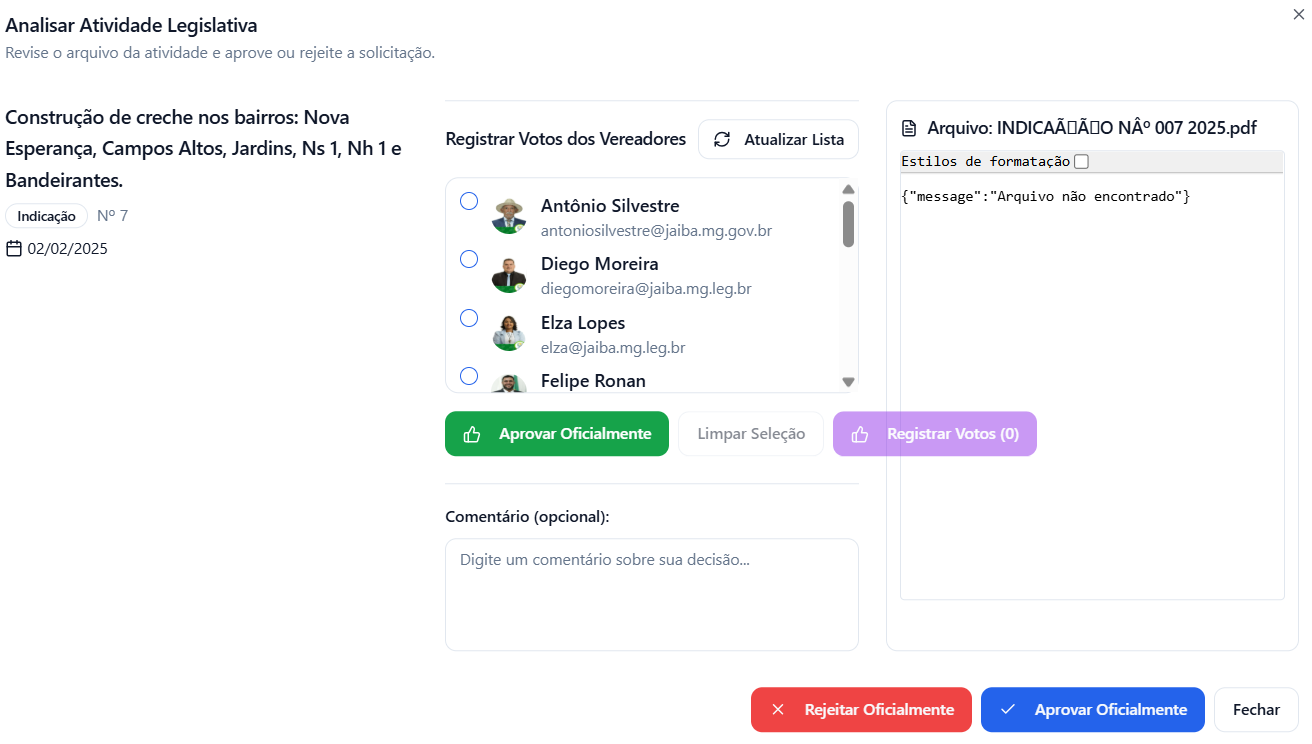 Analisar Atividade Legislativa
Revise o arquivo da atividade e aprove ou rejeite a solicitação.
Construção de creche nos bairros: Nova
Esperança, Campos Altos, Jardins, Ns 1, Nh 1 e
Bandeirantes.
Indicação Nº 7
02/02/2025
Registrar Votos dos Vereadores
Atualizar Lista
Antônio Silvestre
antoniosilvestre@jaiba.mg.gov.br
Diego Moreira
diegomoreira@jaiba.mg.leg.br
Elza Lopes
elza@jaiba.mg.leg.br
Felipe Ronan
Aprovar Oficialmente
Limpar Seleção
Registrar Votos (0)
Comentário (opcional):
Digite um comentário sobre sua decisão...
Arquivo: INDICAÃ▯Ã▯O NÂº 007 2025.pdf
Estilos de formatação
{"message":"Arquivo não encontrado"}
Rejeitar Oficialmente
Aprovar Oficialmente
Fechar